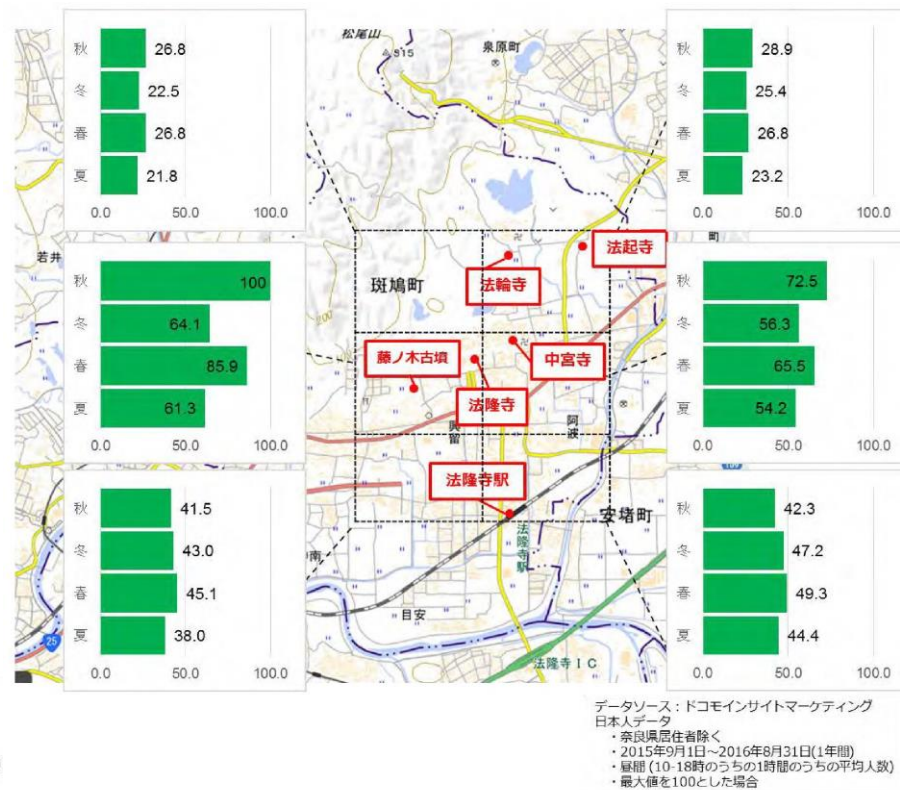 秋 26.8
冬 22.5
春 26.8
夏 21.8
0.0 50.0 100.0
秋 28.9
冬 25.4
春 26.8
夏 23.2
0.0 50.0 100.0
松尾山
315
泉原町
若井
斑鳩町
町
法輪寺
法起寺
秋 100
冬 64.1
春 85.9
夏 61.3
0.0 50.0 100.0
秋 72.5
冬 56.3
春 65.5
夏 54.2
0.0 50.0 100.0
200
藤ノ木古墳
中宮寺
法隆寺
興留
阿波
法隆寺駅
安堵町
法隆寺駅
秋 41.5
冬 43.0
春 45.1
夏 38.0
0.0 50.0 100.0
秋 42.3
冬 47.2
春 49.3
夏 44.4
0.0 50.0 100.0
南
目安
25
法隆寺IC
データソース：ドコモインサイトマーケティング
日本人データ
・奈良県居住者除く
・2015年9月1日～2016年8月31日(1年間)
・昼間 (10-18時のうちの1時間のうちの平均人数)
・最大値を100とした場合